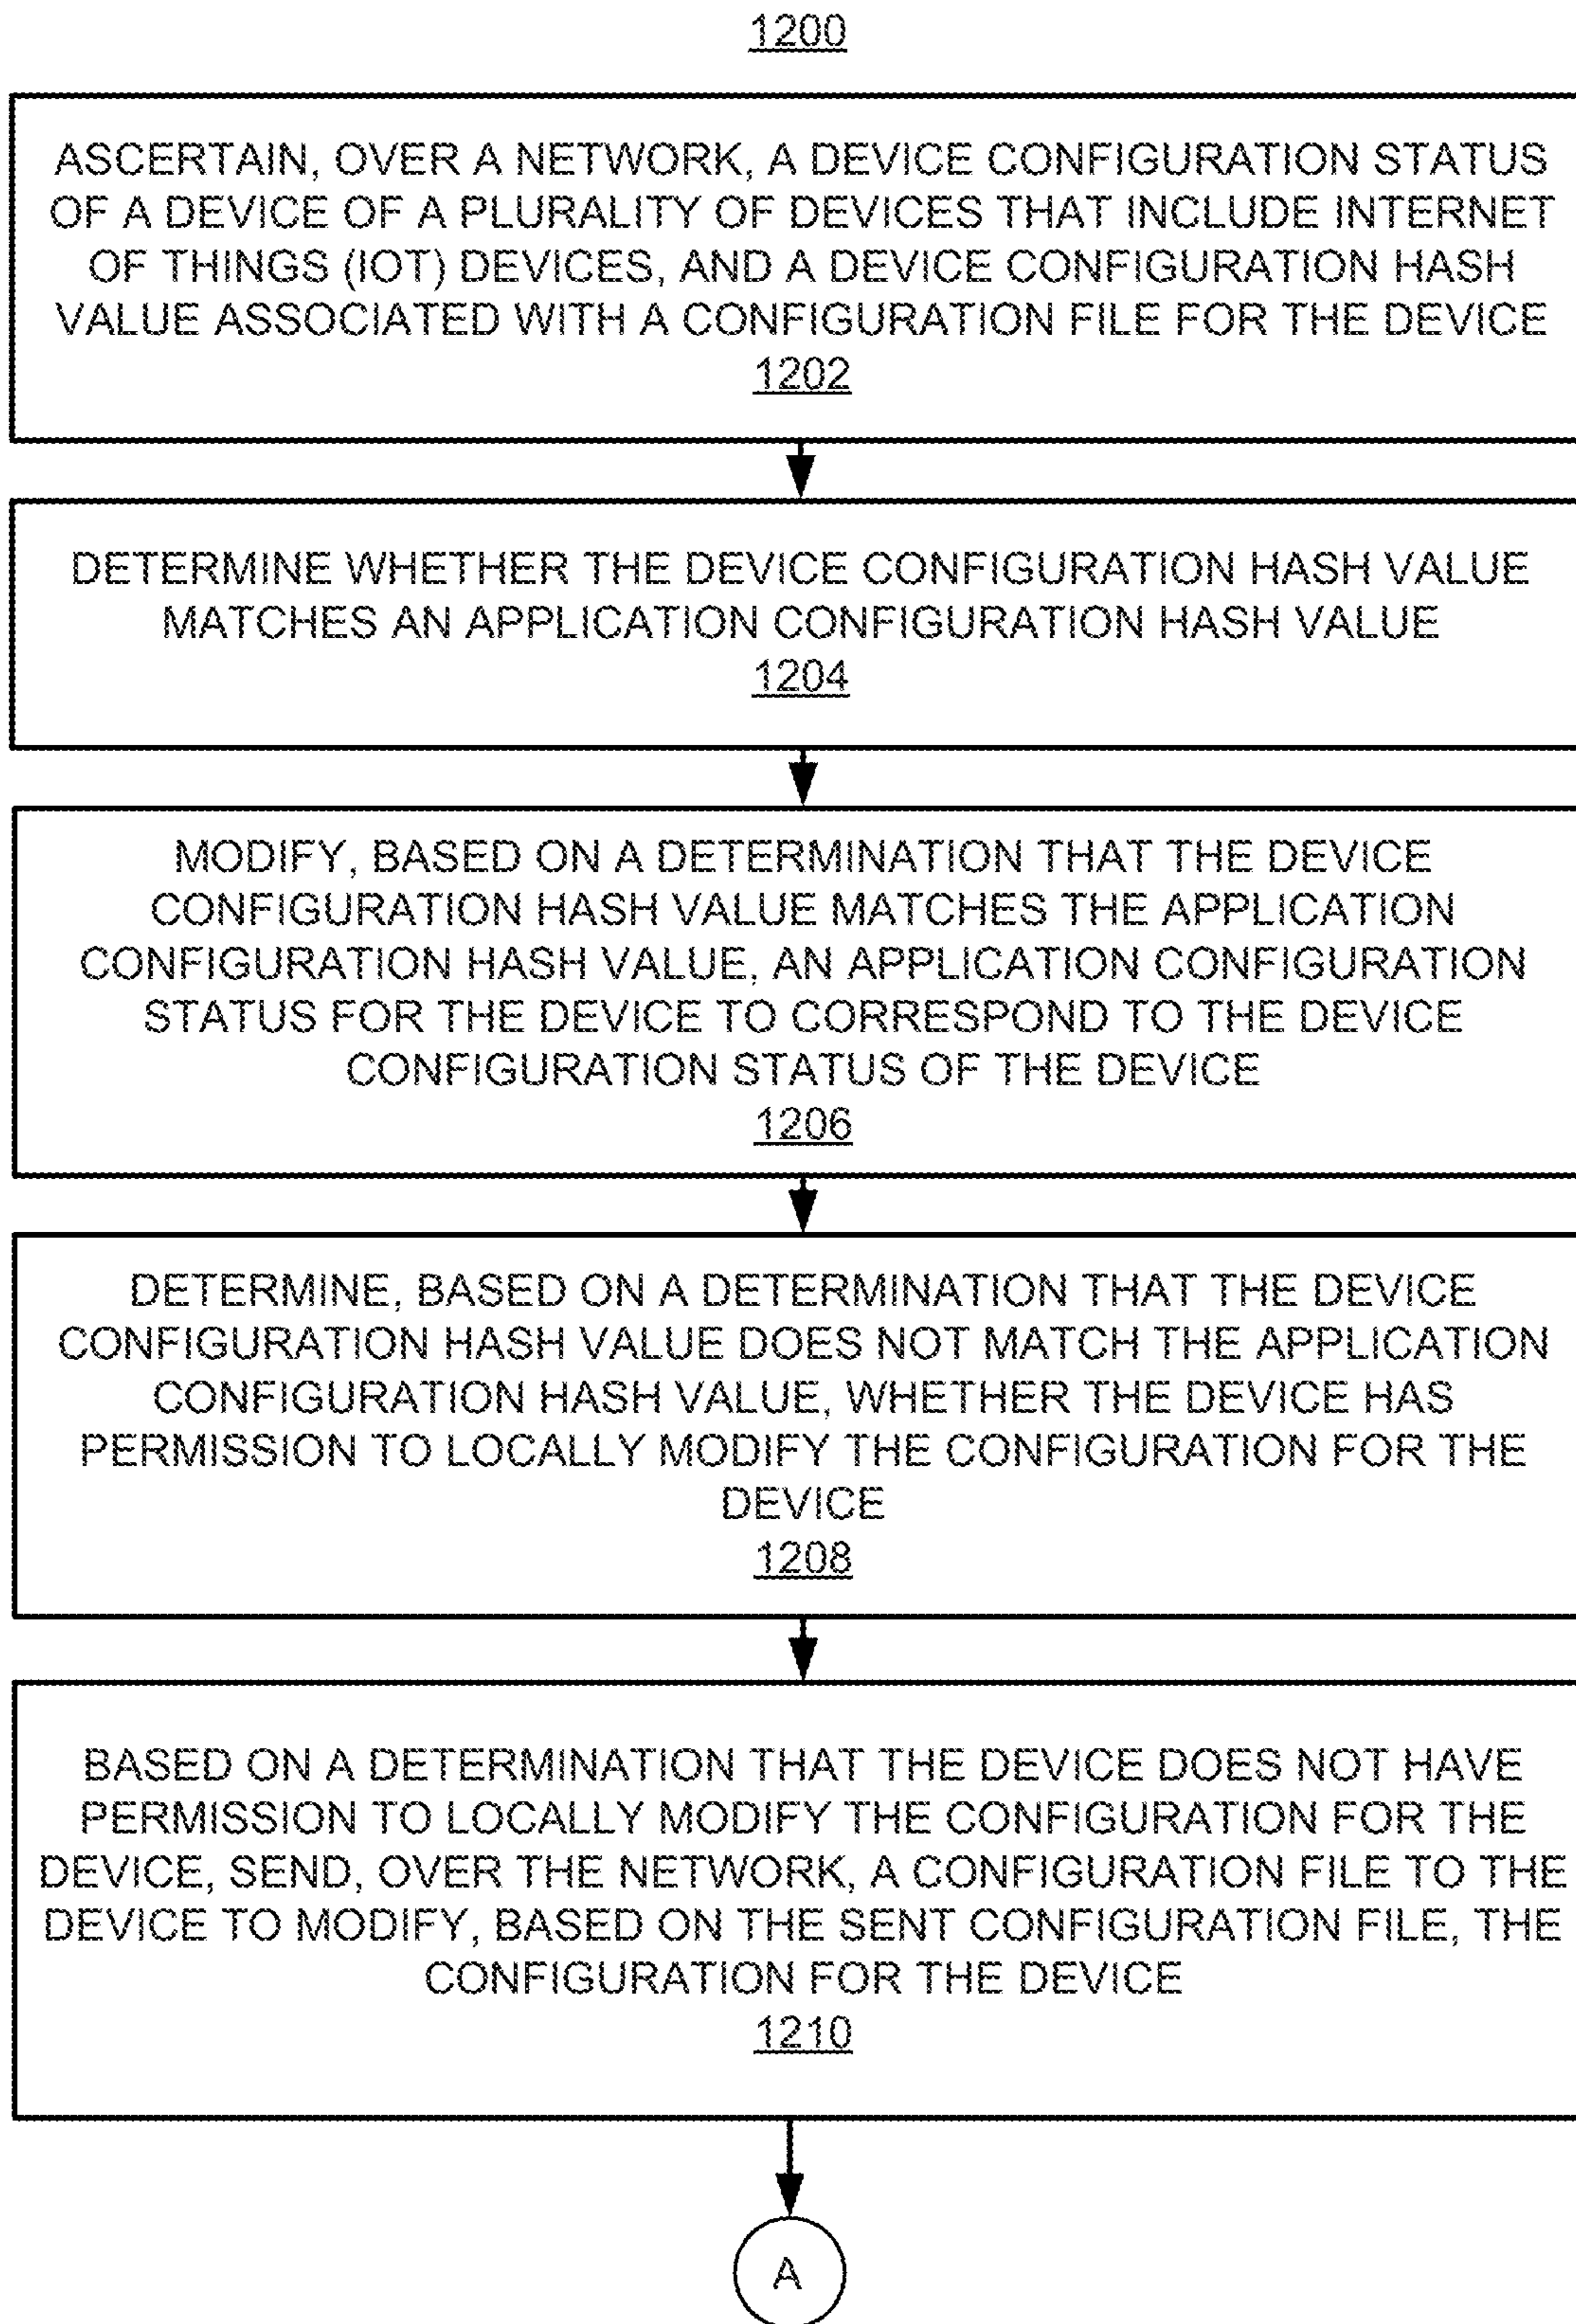 1200
ASCERTAIN, OVER A NETWORK, A DEVICE CONFIGURATION STATUS
OF A DEVICE OF A PLURALITY OF DEVICES THAT INCLUDE INTERNET
OF THINGS (IOT) DEVICES, AND A DEVICE CONFIGURATION HASH
VALUE ASSOCIATED WITH A CONFIGURATION FILE FOR THE DEVICE
1202
DETERMINE WHETHER THE DEVICE CONFIGURATION HASH VALUE
MATCHES AN APPLICATION CONFIGURATION HASH VALUE
1204
MODIFY, BASED ON A DETERMINATION THAT THE DEVICE
CONFIGURATION HASH VALUE MATCHES THE APPLICATION
CONFIGURATION HASH VALUE, AN APPLICATION CONFIGURATION
STATUS FOR THE DEVICE TO CORRESPOND TO THE DEVICE
CONFIGURATION STATUS OF THE DEVICE
1206
DETERMINE, BASED ON A DETERMINATION THAT THE DEVICE
CONFIGURATION HASH VALUE DOES NOT MATCH THE APPLICATION
CONFIGURATION HASH VALUE, WHETHER THE DEVICE HAS
PERMISSION TO LOCALLY MODIFY THE CONFIGURATION FOR THE
DEVICE
1208
BASED ON A DETERMINATION THAT THE DEVICE DOES NOT HAVE
PERMISSION TO LOCALLY MODIFY THE CONFIGURATION FOR THE
DEVICE, SEND, OVER THE NETWORK, A CONFIGURATION FILE TO THE
DEVICE TO MODIFY, BASED ON THE SENT CONFIGURATION FILE, THE
CONFIGURATION FOR THE DEVICE
1210
A